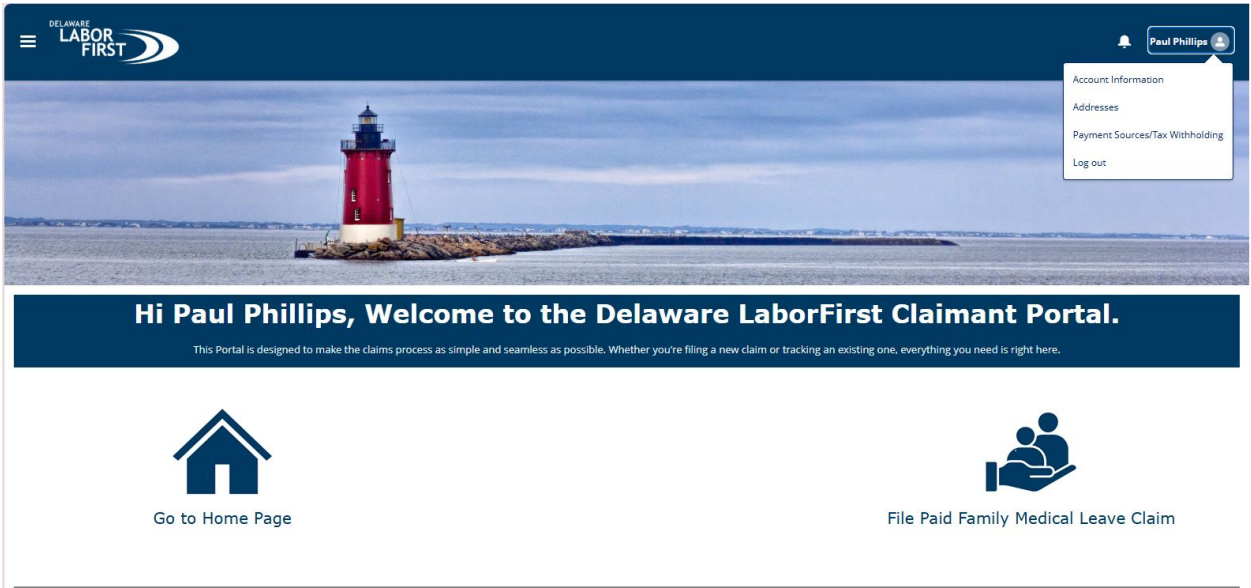 DELAWARE
LABOR
FIRST
Paul Phillips
Account Information
Addresses
Payment Sources/Tax Withholding
Log out
Hi Paul Phillips, Welcome to the Delaware LaborFirst Claimant Portal.
This Portal is designed to make the claims process as simple and seamless as possible. Whether you're filing a new claim or tracking an existing one, everything you need is right here.
Go to Home Page
File Paid Family Medical Leave Claim